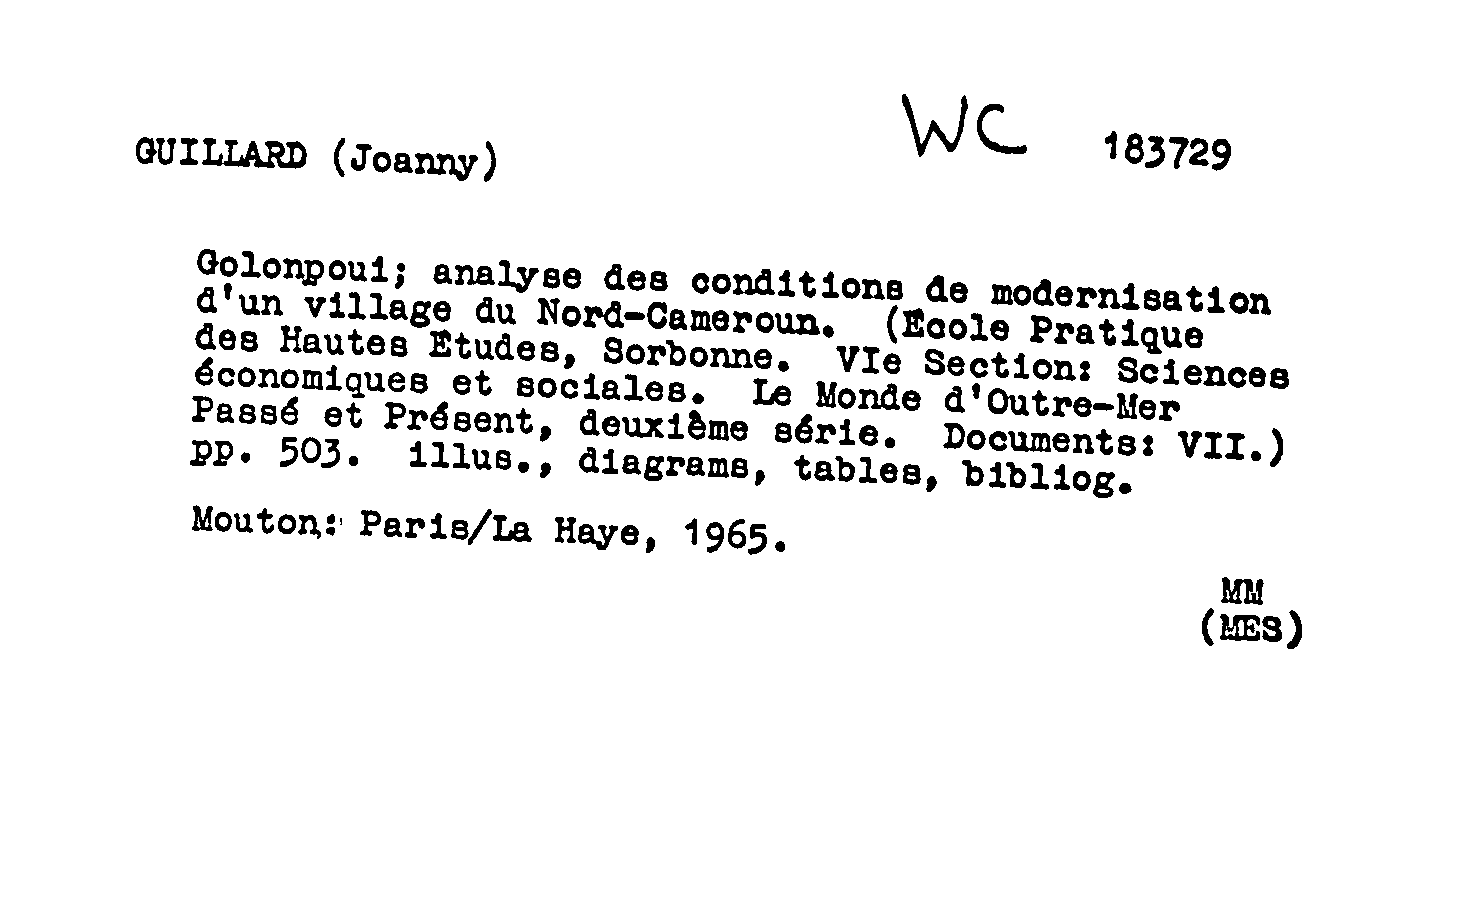 WC 183729
GUILLARD (Joanny)
Golonpoui; analyse des conditions de modernisation
d'un village du Nord-Cameroun. (École Pratique
des Hautes Etudes, Sorbonne. VIe Section: Sciences
économiques et sociales. Le Monde d'Outre-Mer
Passé et Présent, deuxième série. Documents: VII.)
pp. 503. illus., diagrams, tables, bibliog.
Mouton: Paris/La Haye, 1965.
MM
(MES)